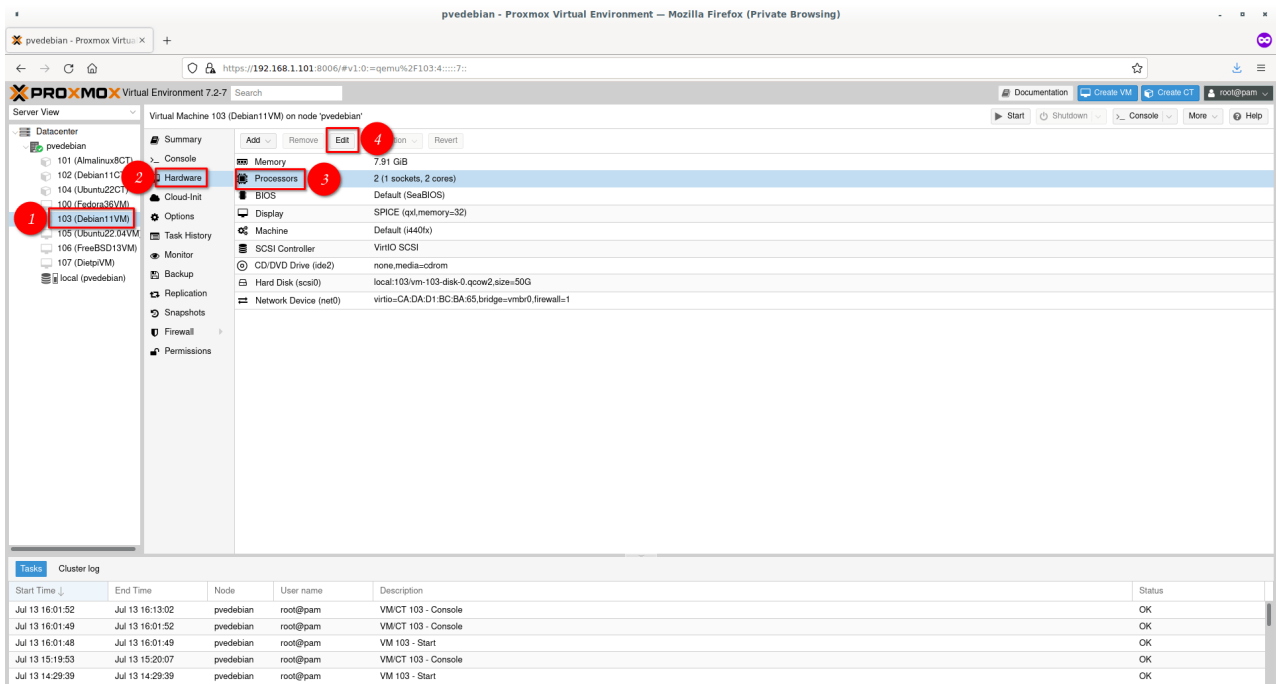 pvedebian - Proxmox Virtual Environment — Mozilla Firefox (Private Browsing)
pvedebian - Proxmox Virtua
https://192.168.1.101:8006/#v1:0:=qemu%2F103:4:::::7::
PROXMOX Virtual Environment 7.2-7 Search Documentation Create VM Create CT root@pam
Server View
Virtual Machine 103 (Debian11VM) on node 'pvedebian' Start Shutdown Console More Help
Datacenter
pvedebian
101 (Almalinux8CT)
102 (Debian11CT
104 (Ubuntu22CT)
100 (Fedora36VM)
1 103 (Debian11VM)
105 (Ubuntu22.04VM
106 (FreeBSD13VM)
107 (DietpiVM)
local (pvedebian)
Summary
Console
2 Hardware
Cloud-Init
Options
Task History
Monitor
Backup
Replication
Snapshots
Firewall
Permissions
Add Remove Edit 4 Revert
Memory 7.91 GiB
Processors 3 2 (1 sockets, 2 cores)
BIOS Default (SeaBIOS)
Display SPICE (qxl,memory=32)
Machine Default (i440fx)
SCSI Controller VirtIO SCSI
CD/DVD Drive (ide2) none,media=cdrom
Hard Disk (scsi0) local:103/vm-103-disk-0.qcow2,size=50G
Network Device (net0) virtio=CA:DA:D1:BC:BA:65,bridge=vmbr0,firewall=1
Tasks Cluster log
Start Time End Time Node User name Description Status
Jul 13 16:01:52 Jul 13 16:13:02 pvedebian root@pam VM/CT 103 - Console OK
Jul 13 16:01:49 Jul 13 16:01:52 pvedebian root@pam VM/CT 103 - Console OK
Jul 13 16:01:48 Jul 13 16:01:49 pvedebian root@pam VM 103 - Start OK
Jul 13 15:19:53 Jul 13 15:20:07 pvedebian root@pam VM/CT 103 - Console OK
Jul 13 14:29:39 Jul 13 14:29:39 pvedebian root@pam VM 103 - Start OK